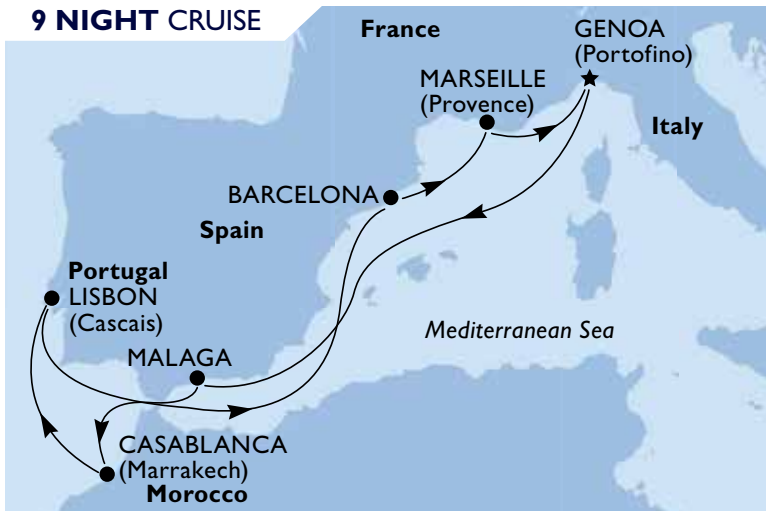 9 NIGHT CRUISE
France
GENOA
(Portofino)
MARSEILLE
(Provence)
Italy
BARCELONA
Spain
Portugal
LISBON
(Cascais)
Mediterranean Sea
MALAGA
CASABLANCA
(Marrakech)
Morocco